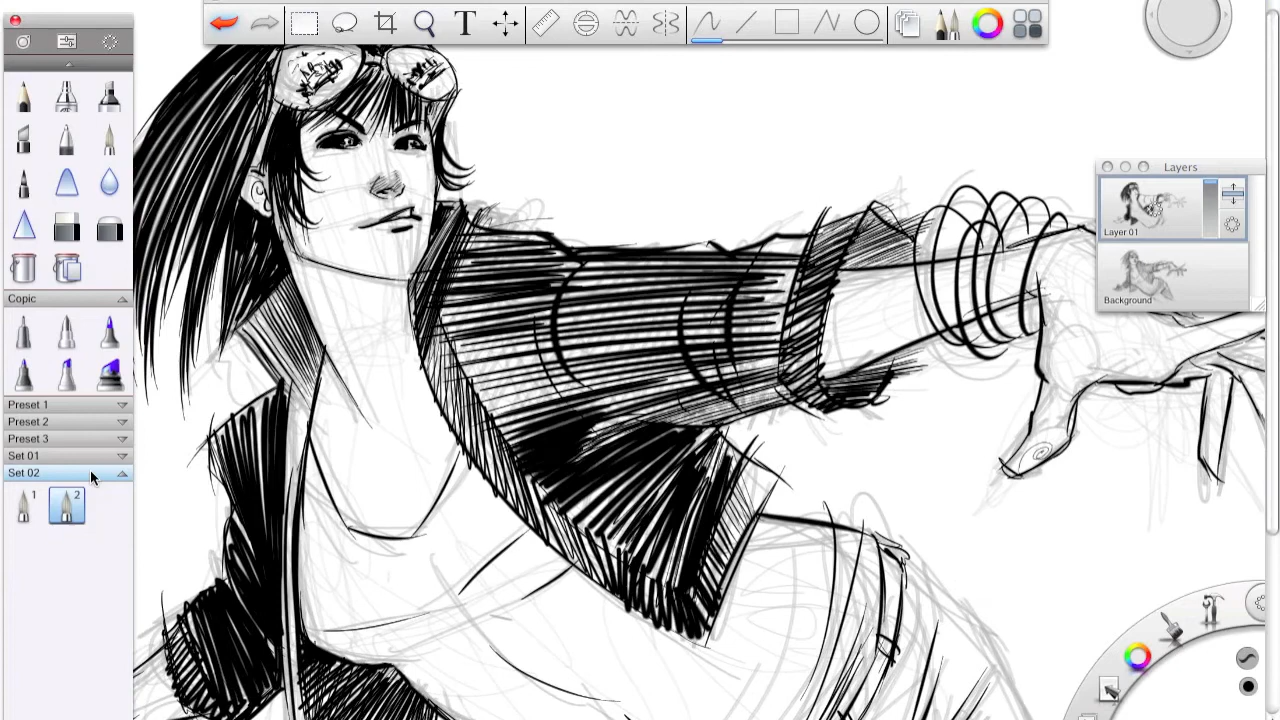 T
Layers
Layer 01
Background
Copic
Preset 1
Preset 2
Preset 3
Set 01
Set 02
1
2